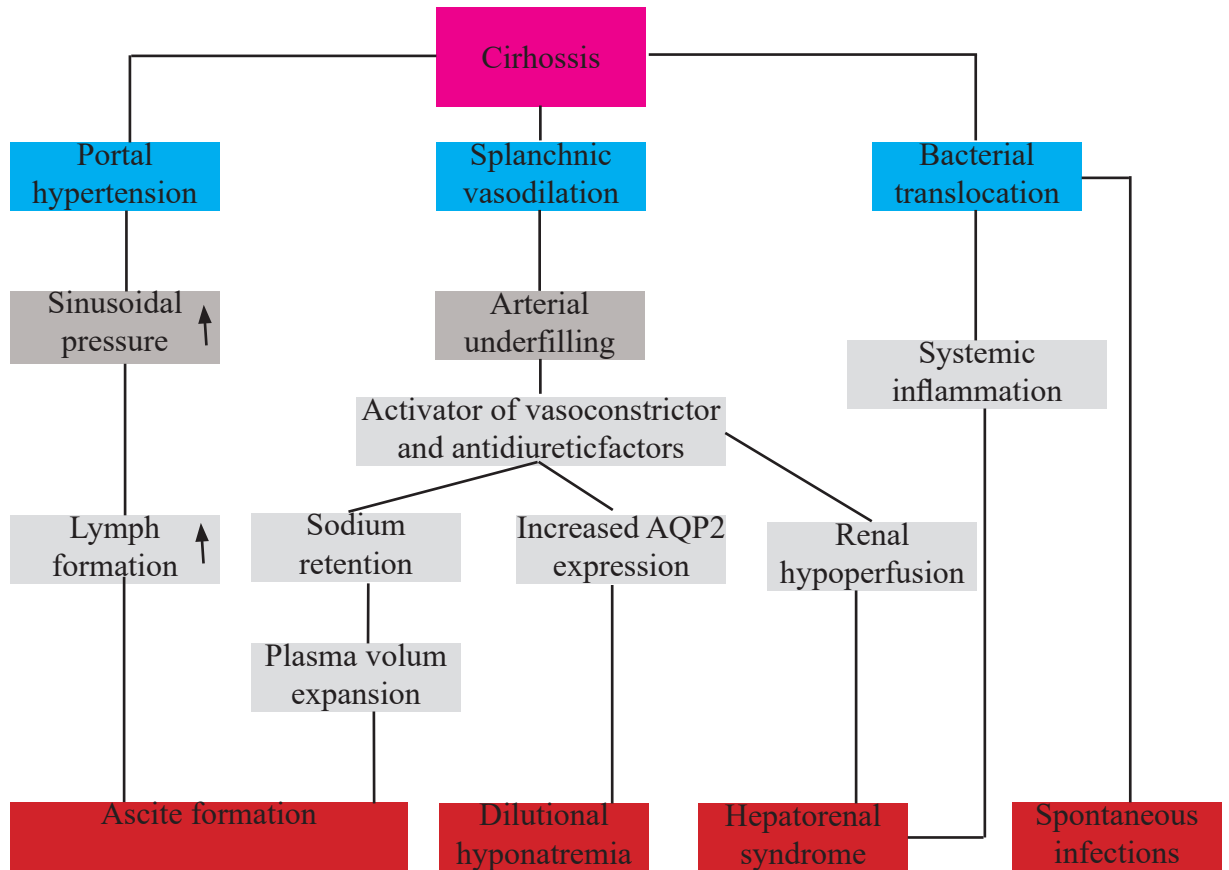 Cirhossis
Portal
hypertension
Splanchnic
vasodilation
Bacterial
translocation
Sinusoidal
pressure
Arterial
underfilling
Systemic
inflammation
Activator of vasoconstrictor
and antidiureticfactors
Lymph
formation
Sodium
retention
Increased AQP2
expression
Renal
hypoperfusion
Plasma volum
expansion
Ascite formation
Dilutional
hyponatremia
Hepatorenal
syndrome
Spontaneous
infections